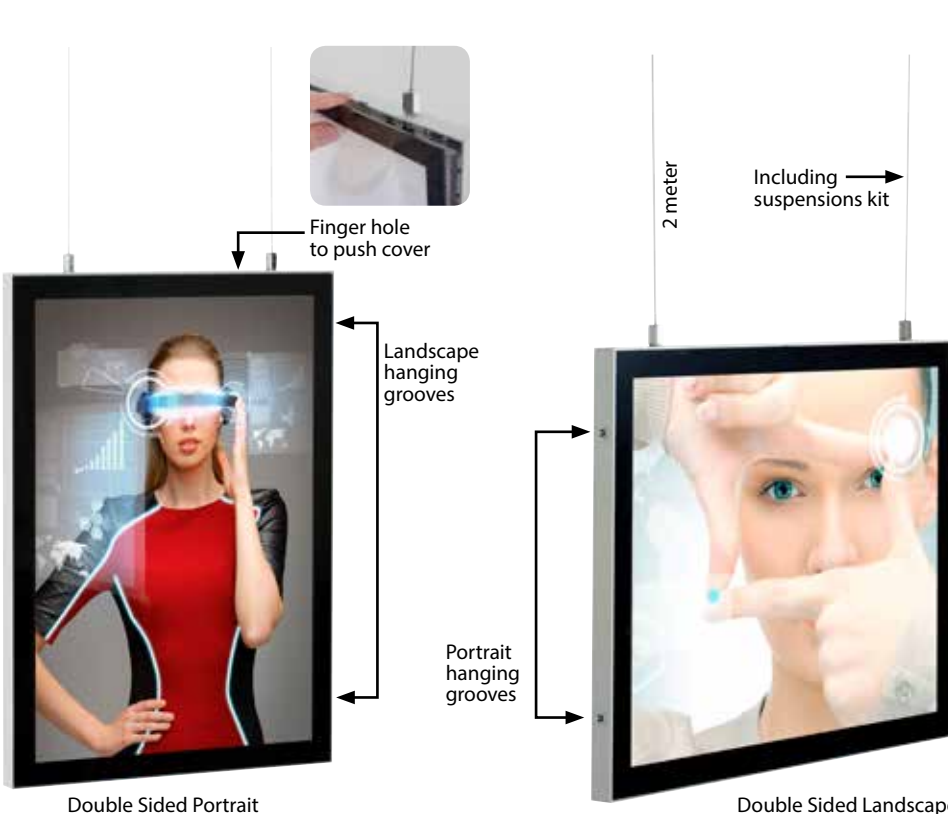 Finger hole
to push cover
Landscape
hanging
grooves
Double Sided Portrait
2 meter
Including
suspensions kit
Portrait
hanging
grooves
Double Sided Landscape